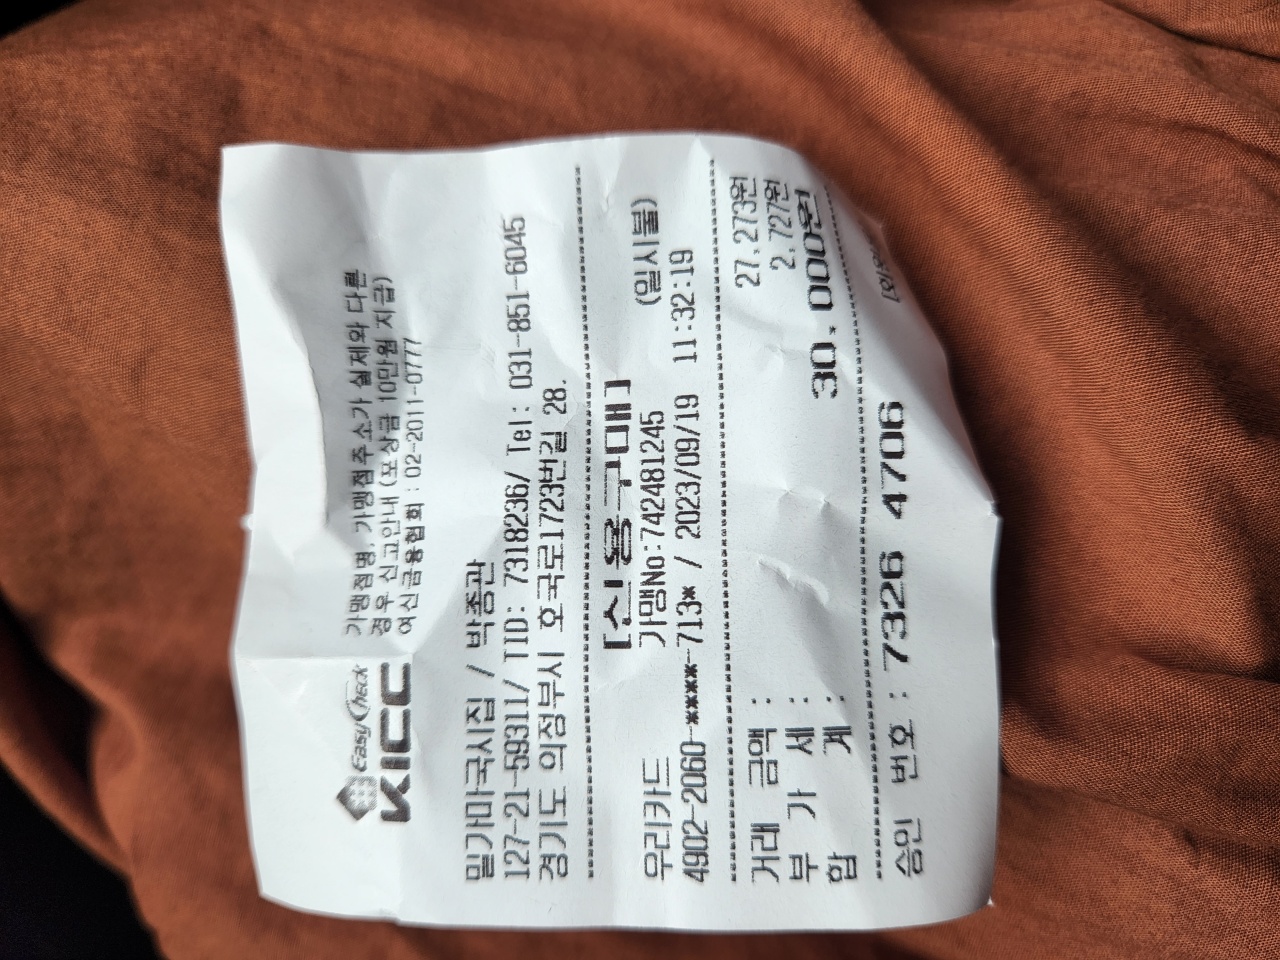 Easy Check
KICC
가맹점명, 가맹점주소가 실제와 다른
경우 신고안내 (포상금 10만원 지급)
여신금융협회 : 02-2011-0777
밀가마국시집 / 박종관
127-21-59311/ TID: 7318236/ Tel: 031-851-6045
경기도 의정부시 호국로1723번길 28.
[신용구매]
우리카드 가맹No:742481245 (일시불)
4902-2060-****-713* / 2023/09/19 11:32:19
거래 금액 : 27,273원
부 가 세 : 2,727원
합 계 : 30,000원
승인 번호 : 7326 4706